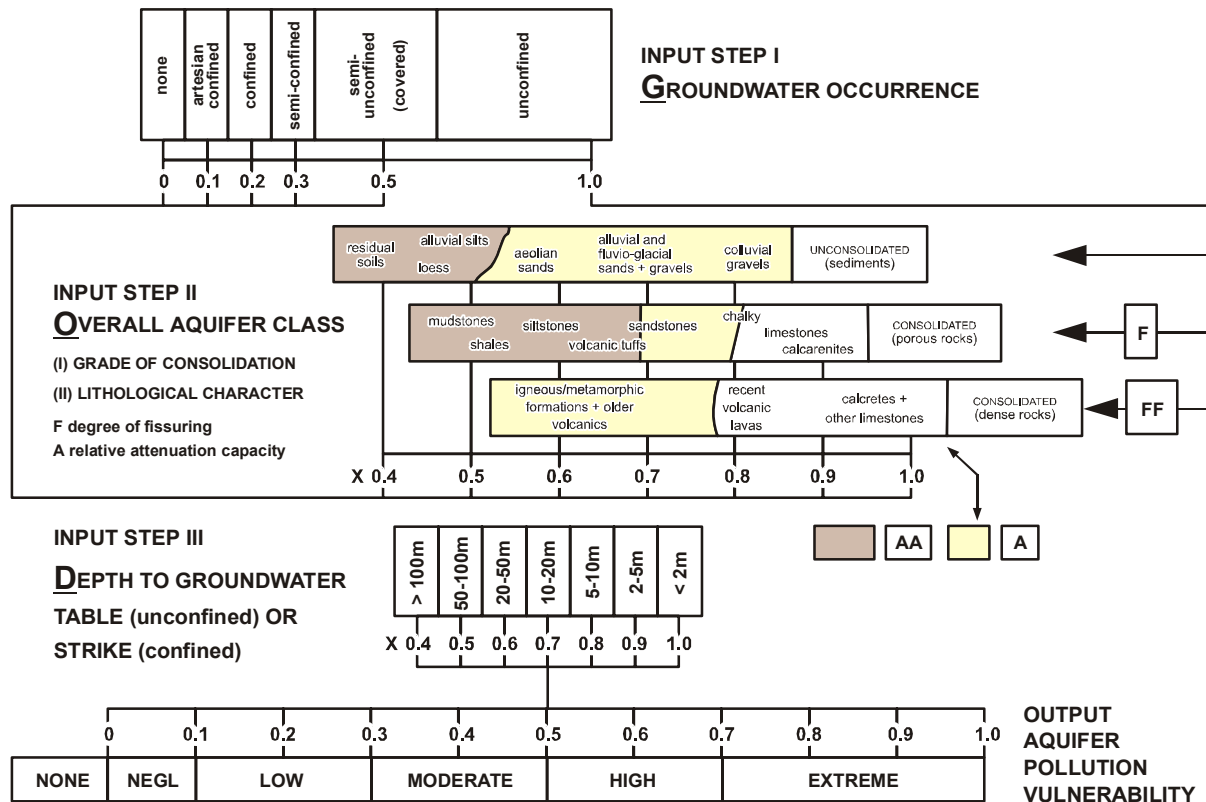 none
artesian
confined
confined
semi-confined
semi-
unconfined
(covered)
unconfined
INPUT STEP I
GROUNDWATER OCCURRENCE
0 0.1 0.2 0.3 0.5 1.0
residual
soils
alluvial silts
loess
aeolian
sands
alluvial and
fluvio-glacial
sands + gravels
colluvial
gravels
UNCONSOLIDATED
(sediments)
INPUT STEP II
OVERALL AQUIFER CLASS
(I) GRADE OF CONSOLIDATION
(II) LITHOLOGICAL CHARACTER
F degree of fissuring
A relative attenuation capacity
mudstones
shales
siltstones
volcanic tuffs
sandstones
chalky
limestones
calcarenites
CONSOLIDATED
(porous rocks)
F
igneous/metamorphic
formations + older
volcanics
recent
volcanic
lavas
calcretes +
other limestones
CONSOLIDATED
(dense rocks)
FF
X 0.4 0.5 0.6 0.7 0.8 0.9 1.0
AA
A
INPUT STEP III
DEPTH TO GROUNDWATER
TABLE (unconfined) OR
STRIKE (confined)
> 100m
50-100m
20-50m
10-20m
5-10m
2-5m
< 2m
X 0.4 0.5 0.6 0.7 0.8 0.9 1.0
0 0.1 0.2 0.3 0.4 0.5 0.6 0.7 0.8 0.9 1.0
NONE NEGL LOW MODERATE HIGH EXTREME
OUTPUT
AQUIFER
POLLUTION
VULNERABILITY